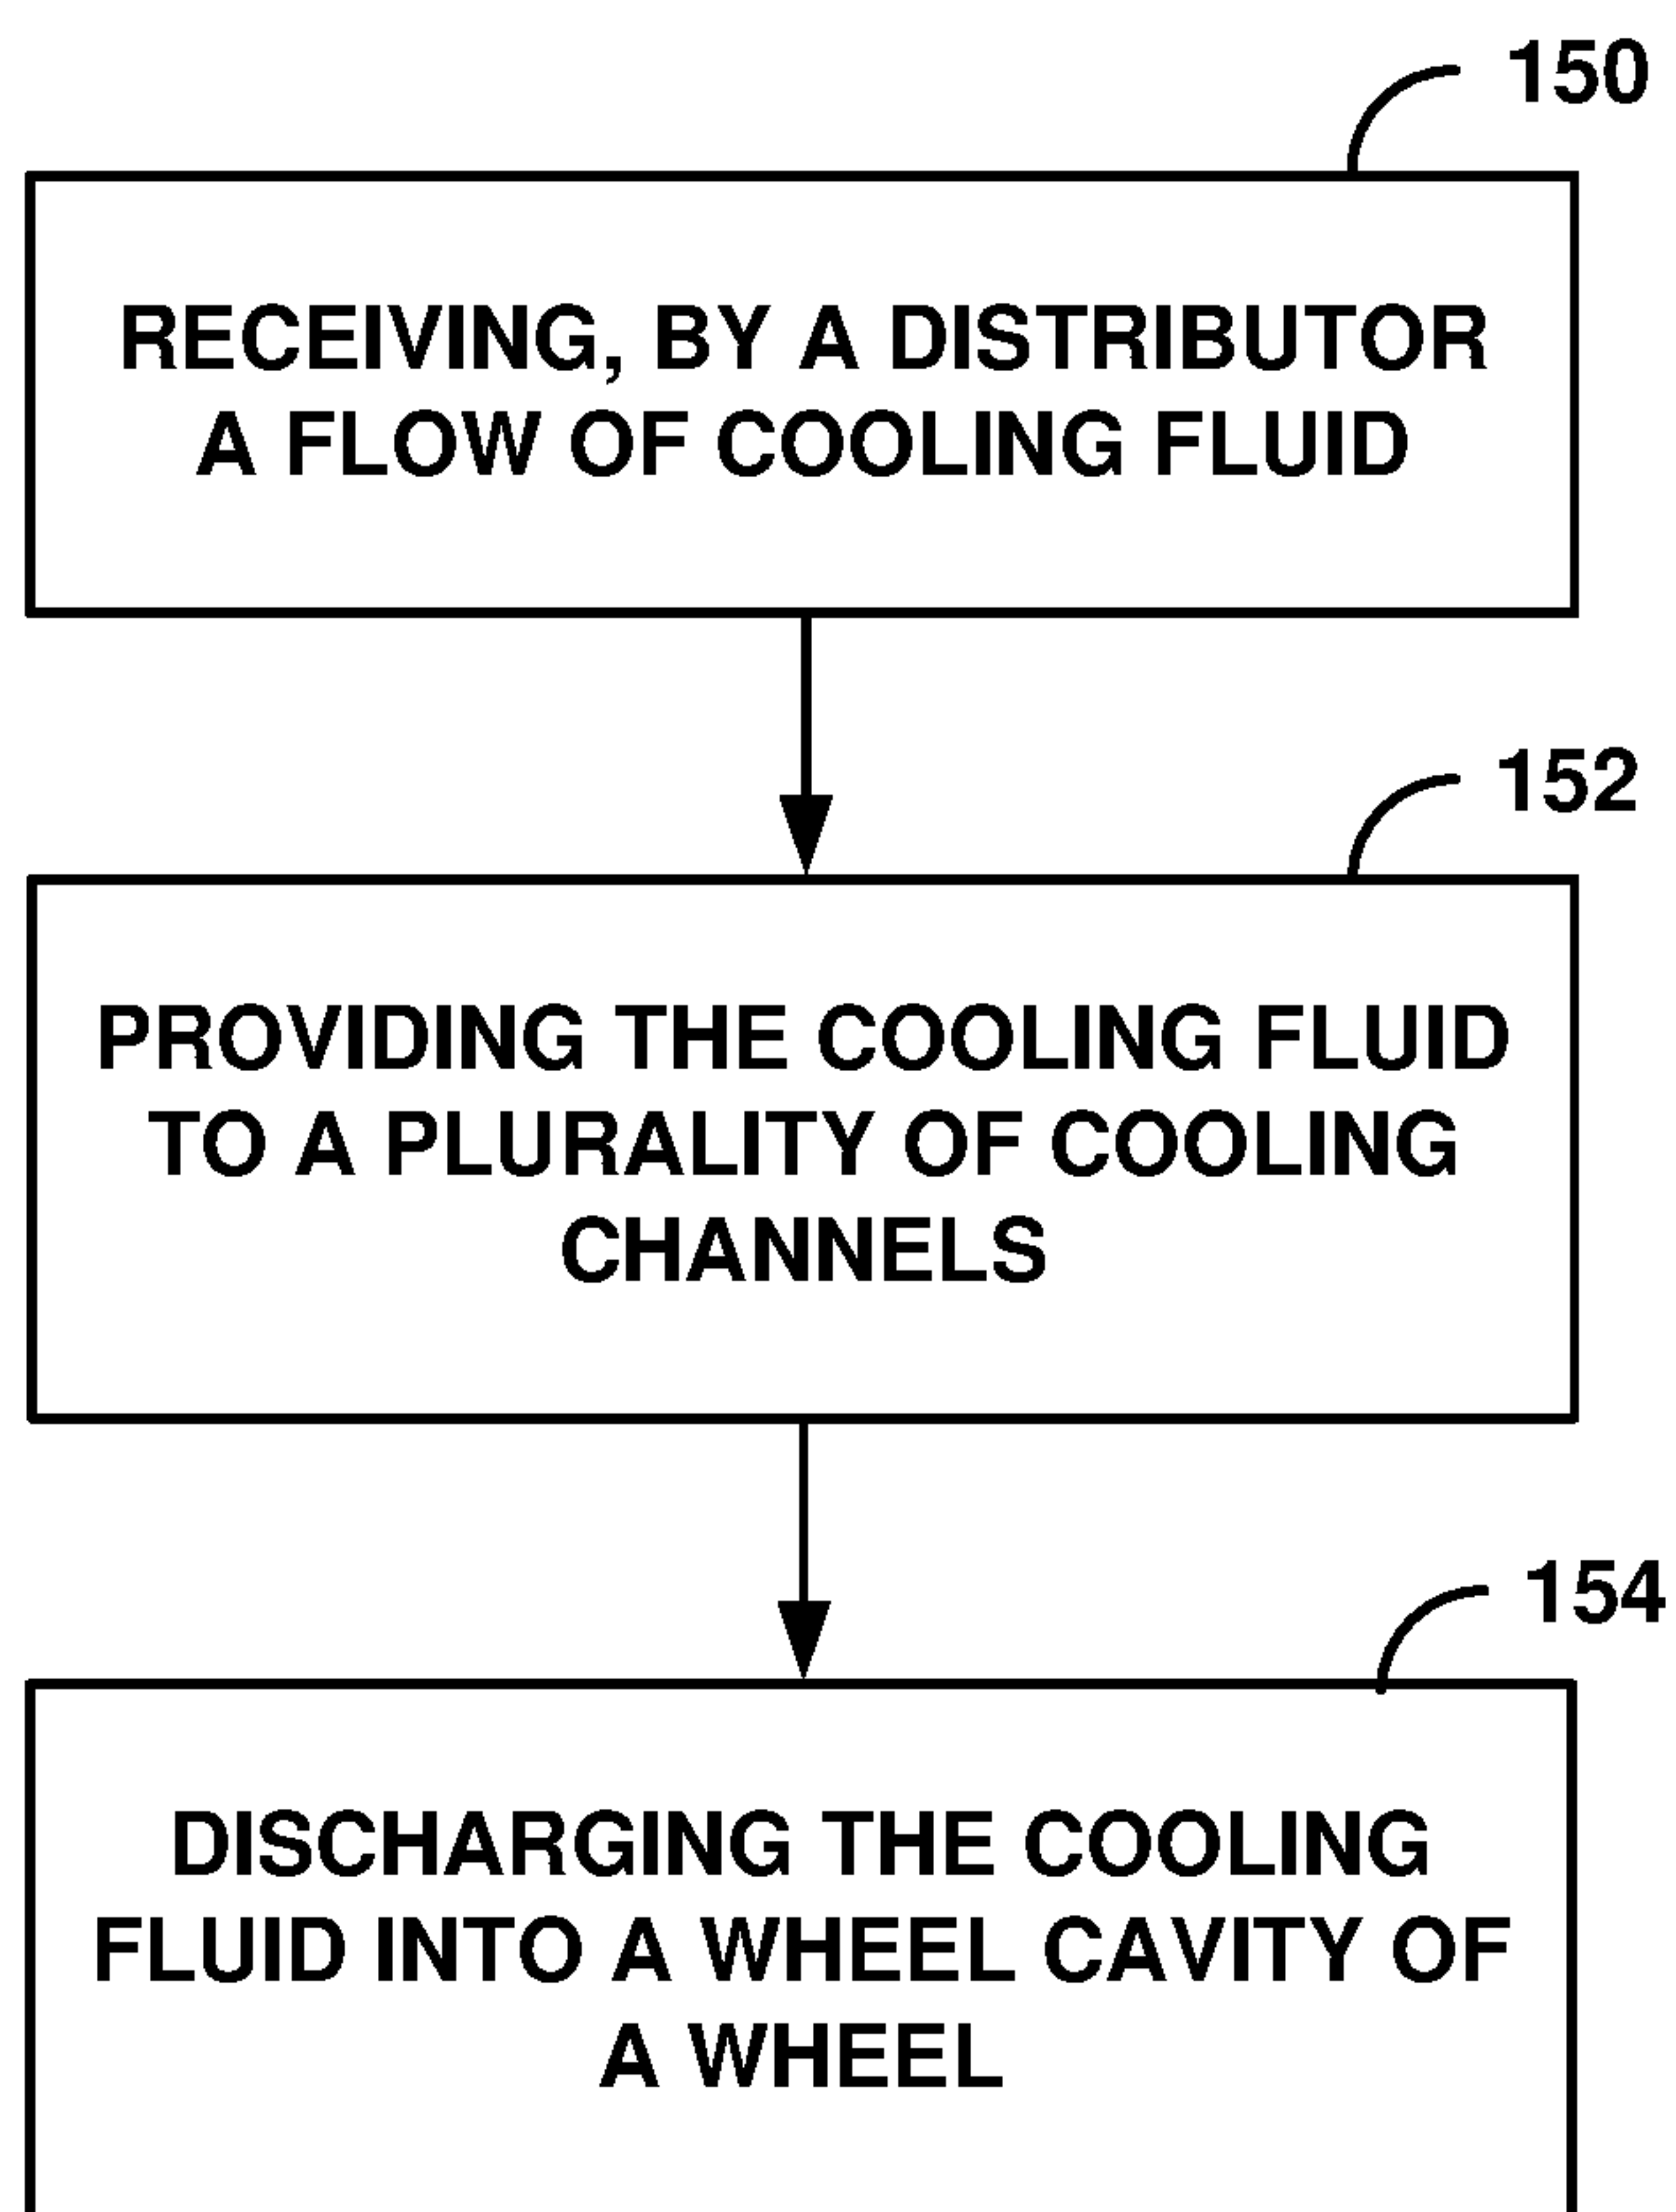 150
RECEIVING, BY A DISTRIBUTOR
A FLOW OF COOLING FLUID
152
PROVIDING THE COOLING FLUID
TO A PLURALITY OF COOLING
CHANNELS
154
DISCHARGING THE COOLING
FLUID INTO A WHEEL CAVITY OF
A WHEEL